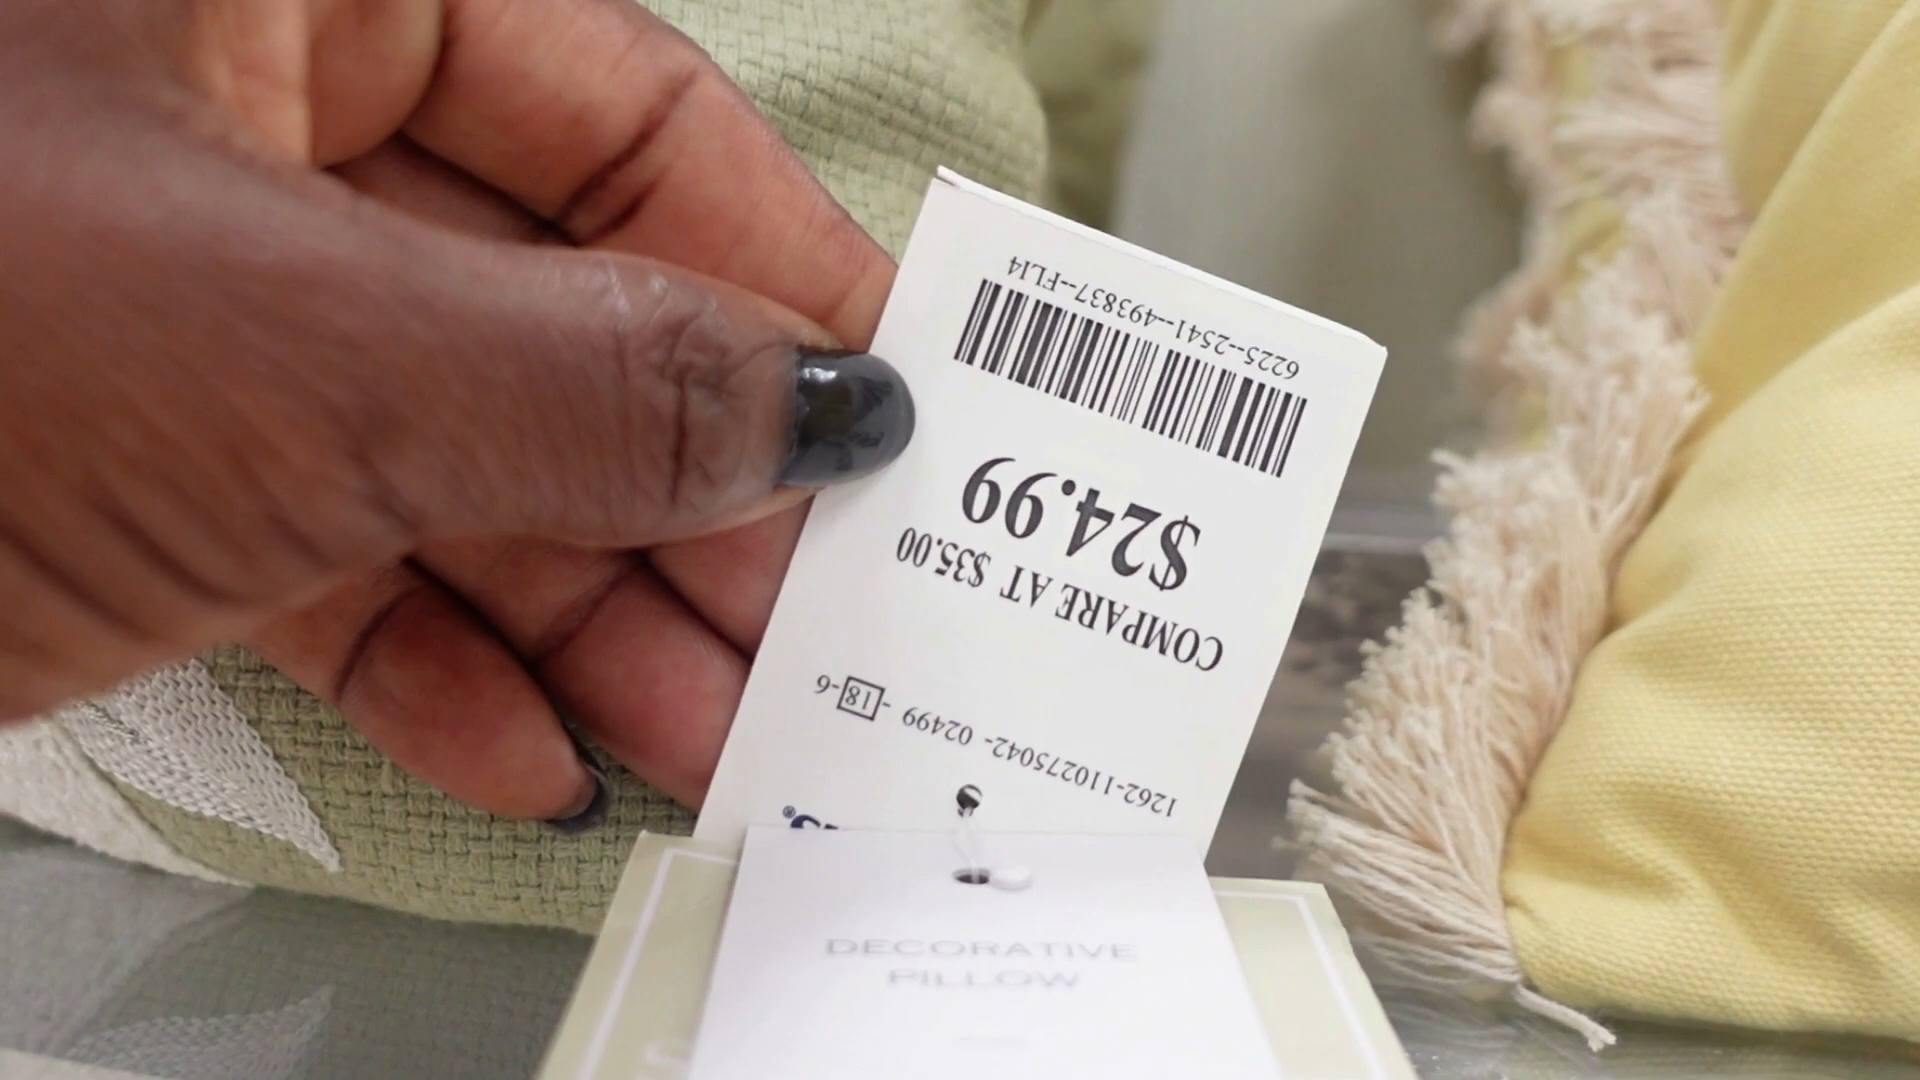 1262-110275042- 02499 - 18-6
COMPARE AT $35.00
$24.99
6225--2541-493837--FL14
DECORATIVE
PILLOW